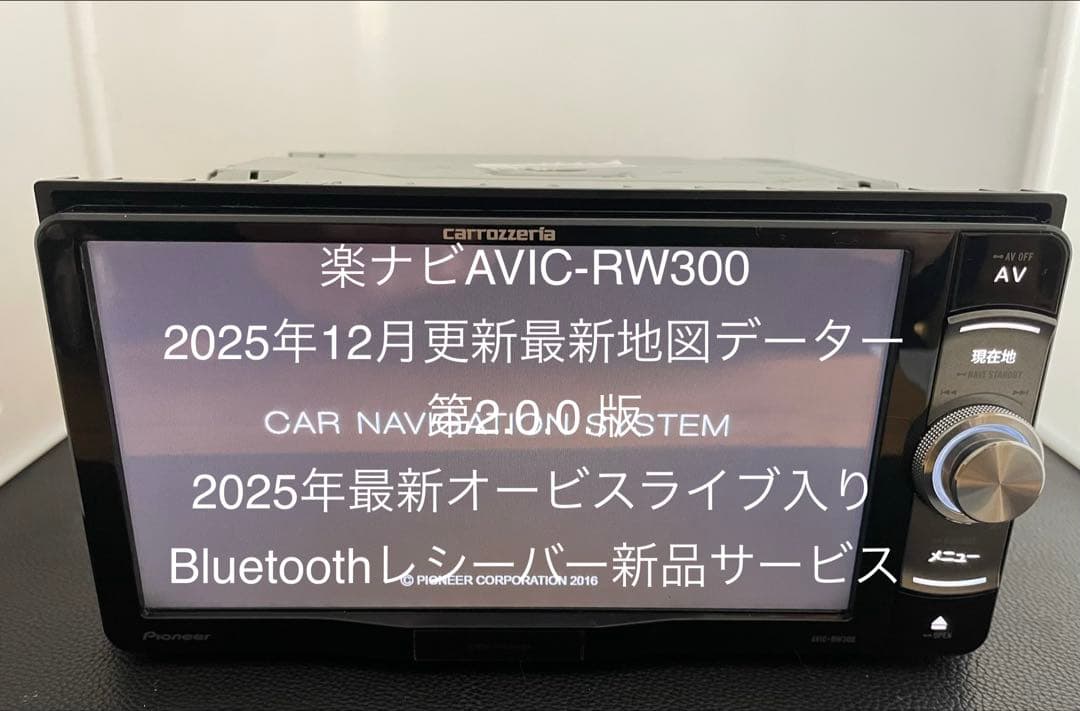 carrozzeria
楽ナビAVIC-RW300
2025年12月更新最新地図データー
第2.0.0.版
CAR NAVIGATION SYSTEM
2025年最新オービスライブ入り
Bluetoothレシーバー新品サービス
© PIONEER CORPORATION 2016
Pioneer
AVIC-RW300
AV OFF
AV
現在地
NAVI STANDBY
メニュー
OPEN